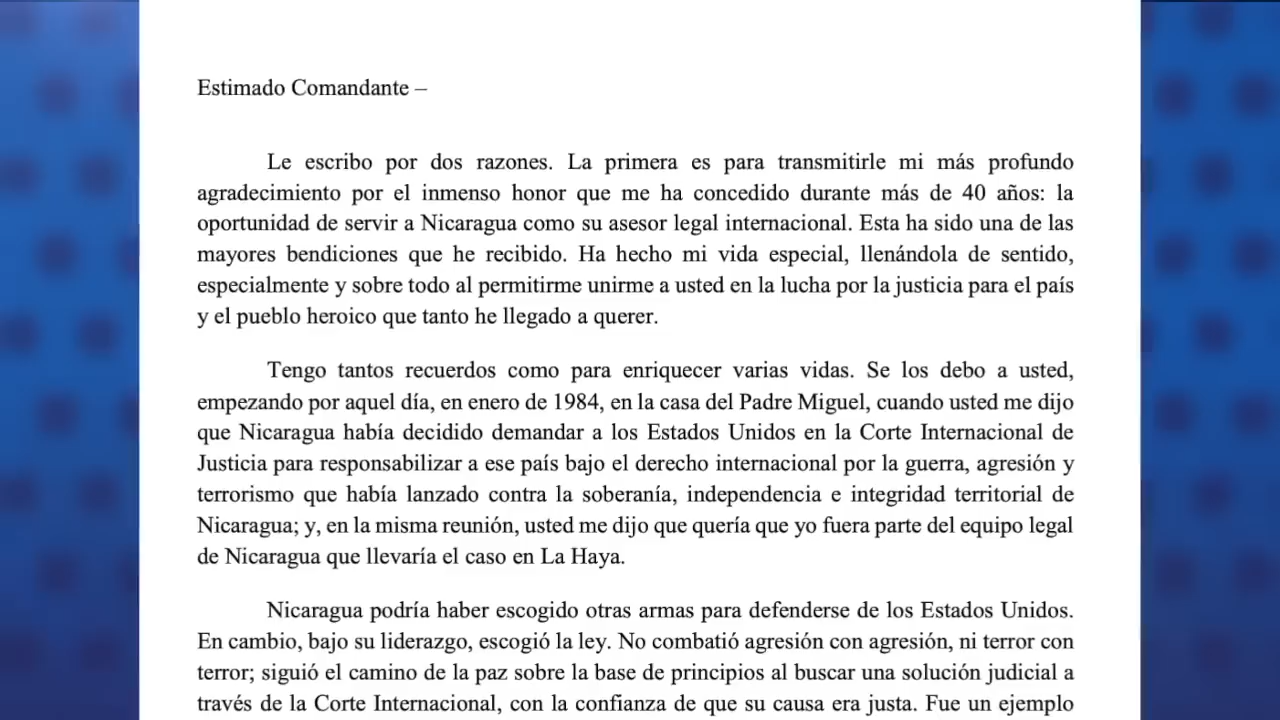 Estimado Comandante –
Le escribo por dos razones. La primera es para transmitirle mi más profundo
agradecimiento por el inmenso honor que me ha concedido durante más de 40 años: la
oportunidad de servir a Nicaragua como su asesor legal internacional. Esta ha sido una de las
mayores bendiciones que he recibido. Ha hecho mi vida especial, llenándola de sentido,
especialmente y sobre todo al permitirme unirme a usted en la lucha por la justicia para el país
y el pueblo heroico que tanto he llegado a querer.
Tengo tantos recuerdos como para enriquecer varias vidas. Se los debo a usted,
empezando por aquel día, en enero de 1984, en la casa del Padre Miguel, cuando usted me dijo
que Nicaragua había decidido demandar a los Estados Unidos en la Corte Internacional de
Justicia para responsabilizar a ese país bajo el derecho internacional por la guerra, agresión y
terrorismo que había lanzado contra la soberanía, independencia e integridad territorial de
Nicaragua; y, en la misma reunión, usted me dijo que quería que yo fuera parte del equipo legal
de Nicaragua que llevaría el caso en La Haya.
Nicaragua podría haber escogido otras armas para defenderse de los Estados Unidos.
En cambio, bajo su liderazgo, escogió la ley. No combatió agresión con agresión, ni terror con
terror; siguió el camino de la paz sobre la base de principios al buscar una solución judicial a
través de la Corte Internacional, con la confianza de que su causa era justa. Fue un ejemplo